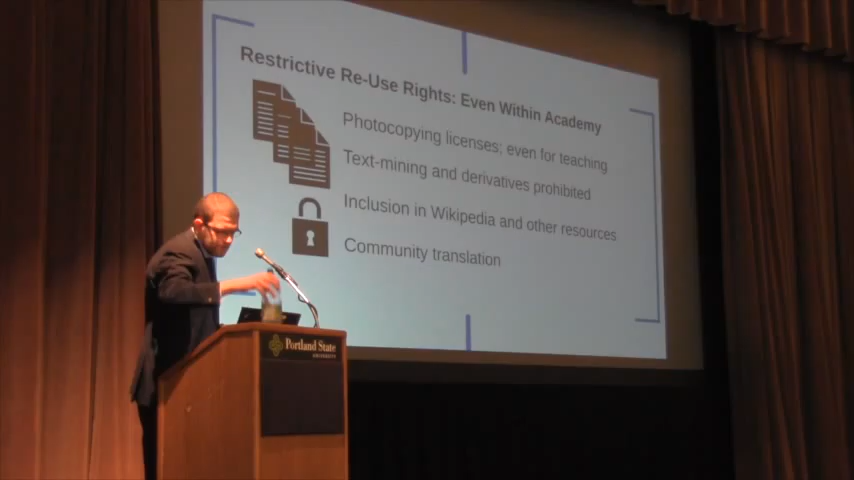 Restrictive Re-Use Rights: Even Within Academy
Photocopying licenses; even for teaching
Text-mining and derivatives prohibited
Inclusion in Wikipedia and other resources
Community translation
Portland State
UNIVERSITY